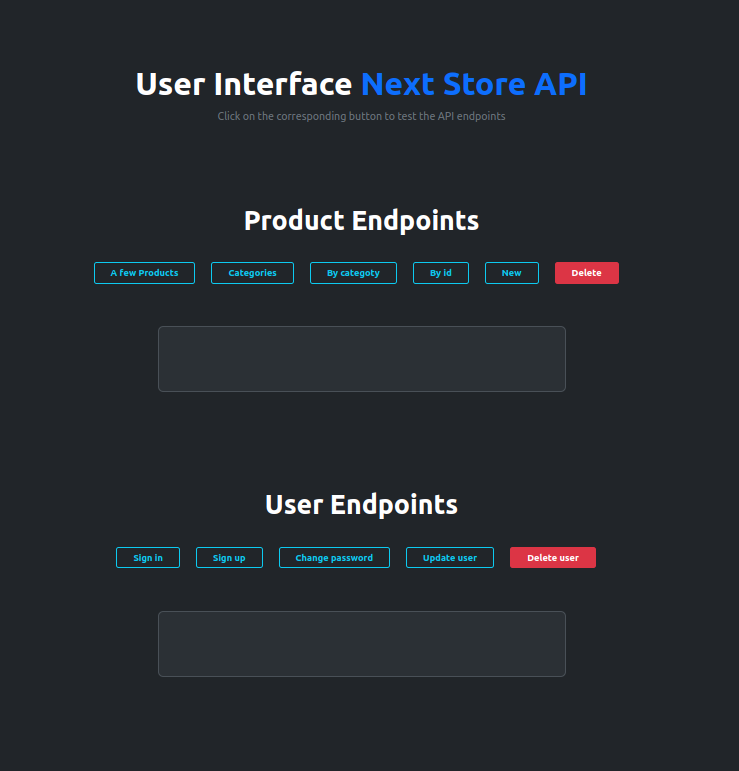 User Interface Next Store API
Click on the corresponding button to test the API endpoints
Product Endpoints
A few Products Categories By categoty By id New Delete
User Endpoints
Sign in Sign up Change password Update user Delete user